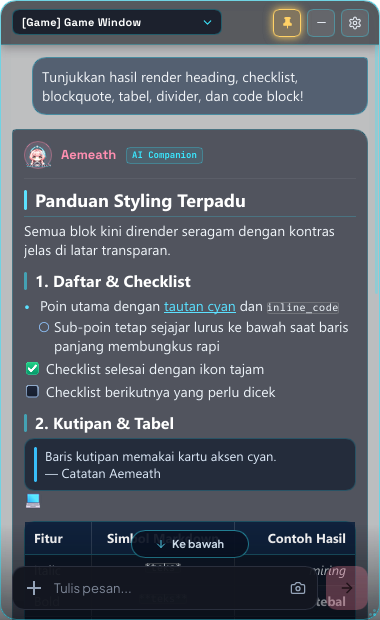 [Game] Game Window
Tunjukkan hasil render heading, checklist,
blockquote, tabel, divider, dan code block!
Aemeath
AI Companion
Panduan Styling Terpadu
Semua blok kini dirender seragam dengan kontras
jelas di latar transparan.
1. Daftar & Checklist
• Poin utama dengan tautan cyan dan inline_code
Sub-poin tetap sejajar lurus ke bawah saat baris
panjang membungkus rapi
Checklist selesai dengan ikon tajam
Checklist berikutnya yang perlu dicek
2. Kutipan & Tabel
Baris kutipan memakai kartu aksen cyan.
— Catatan Aemeath
Fitur
Contoh Hasil
↓ Ke bawah
miring
Tulis pesan...
tebal